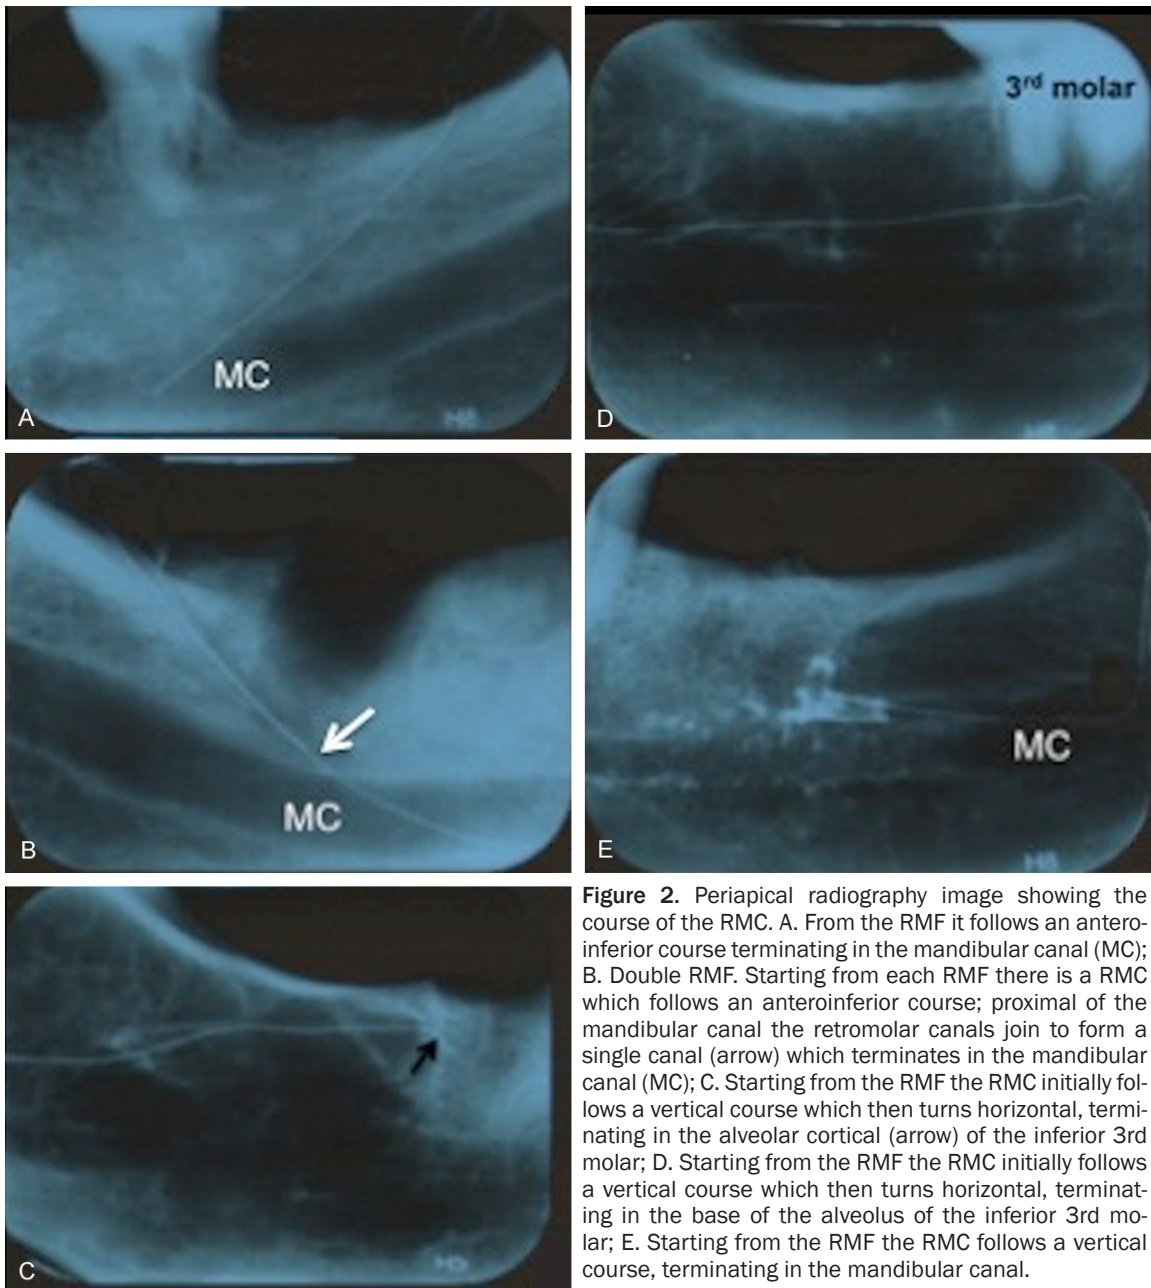 A
MC
H8
B
MC
C
D
3rd molar
E
MC
H8
Figure 2. Periapical radiography image showing the
course of the RMC. A. From the RMF it follows an antero-
inferior course terminating in the mandibular canal (MC);
B. Double RMF. Starting from each RMF there is a RMC
which follows an anteroinferior course; proximal of the
mandibular canal the retromolar canals join to form a
single canal (arrow) which terminates in the mandibular
canal (MC); C. Starting from the RMF the RMC initially fol-
lows a vertical course which then turns horizontal, termi-
nating in the alveolar cortical (arrow) of the inferior 3rd
molar; D. Starting from the RMF the RMC initially follows
a vertical course which then turns horizontal, terminat-
ing in the base of the alveolus of the inferior 3rd mo-
lar; E. Starting from the RMF the RMC follows a vertical
course, terminating in the mandibular canal.